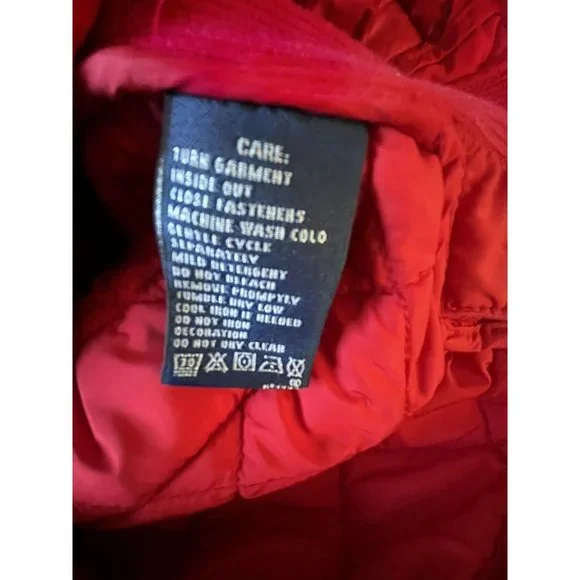 CARE:
TURN GARMENT
INSIDE OUT
CLOSE FASTENERS
MACHINE WASH COLD
GENTLE CYCLE
SEPARATELY
MILD DETERGENT
DO NOT BLEACH
REMOVE PROMPTLY
TUMBLE DRY LOW
COOL IRON IF NEEDED
DO NOT IRON
DECORATION
DO NOT DRY CLEAN
30